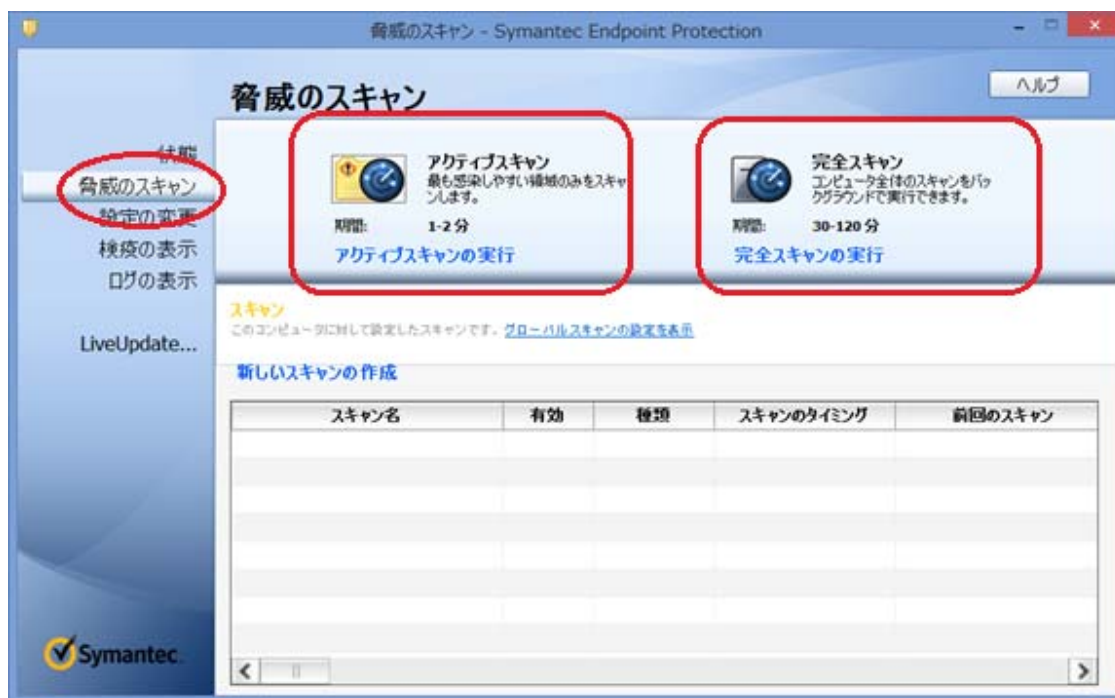 脅威のスキャン - Symantec Endpoint Protection
脅威のスキャン
ヘルプ
状態
脅威のスキャン
設定の変更
検疫の表示
ログの表示
LiveUpdate...
アクティブスキャン
最も感染しやすい領域のみをスキャ
ンします。
期間: 1-2 分
アクティブスキャンの実行
完全スキャン
コンピュータ全体のスキャンをバッ
クグラウンドで実行できます。
期間: 30-120 分
完全スキャンの実行
スキャン
このコンピュータに対して設定したスキャンです。 グローバルスキャンの設定を表示
新しいスキャンの作成
スキャン名 有効 種類 スキャンのタイミング 前回のスキャン
Symantec.